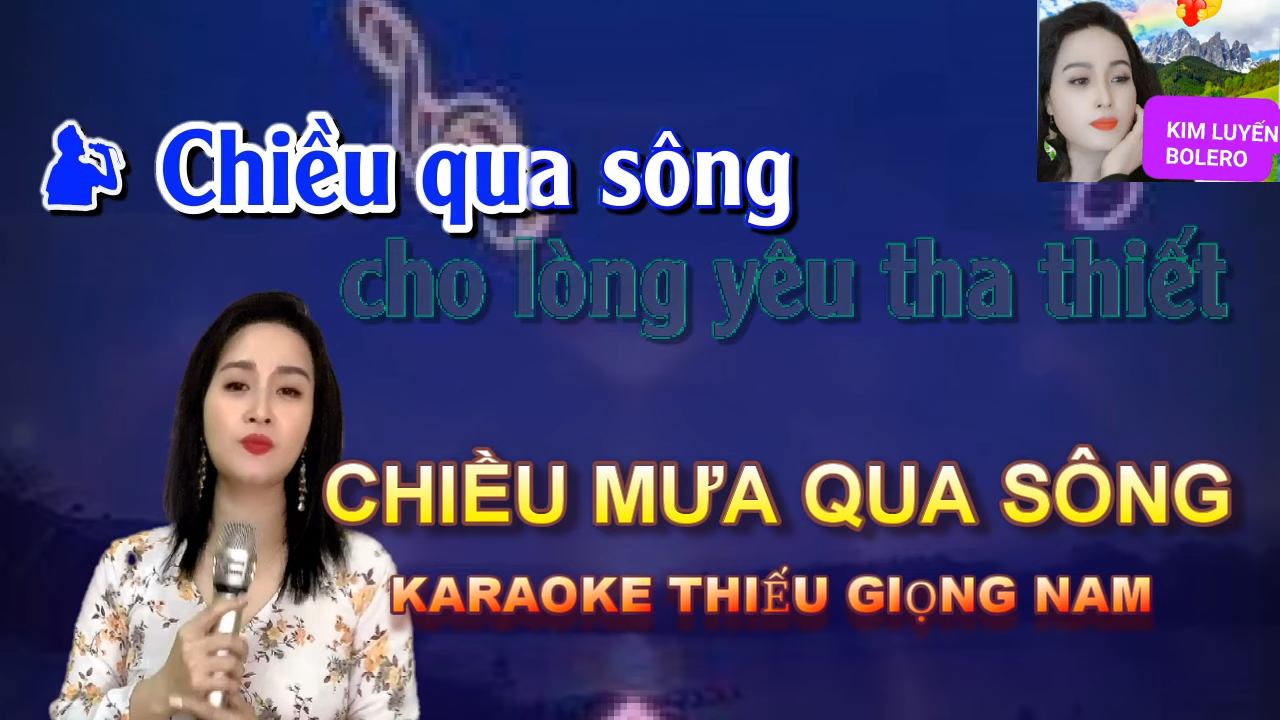 KIM LUYẾN
BOLERO
Chiều qua sông
cho lòng yêu tha thiết
CHIỀU MƯA QUA SÔNG
KARAOKE THIẾU GIỌNG NAM